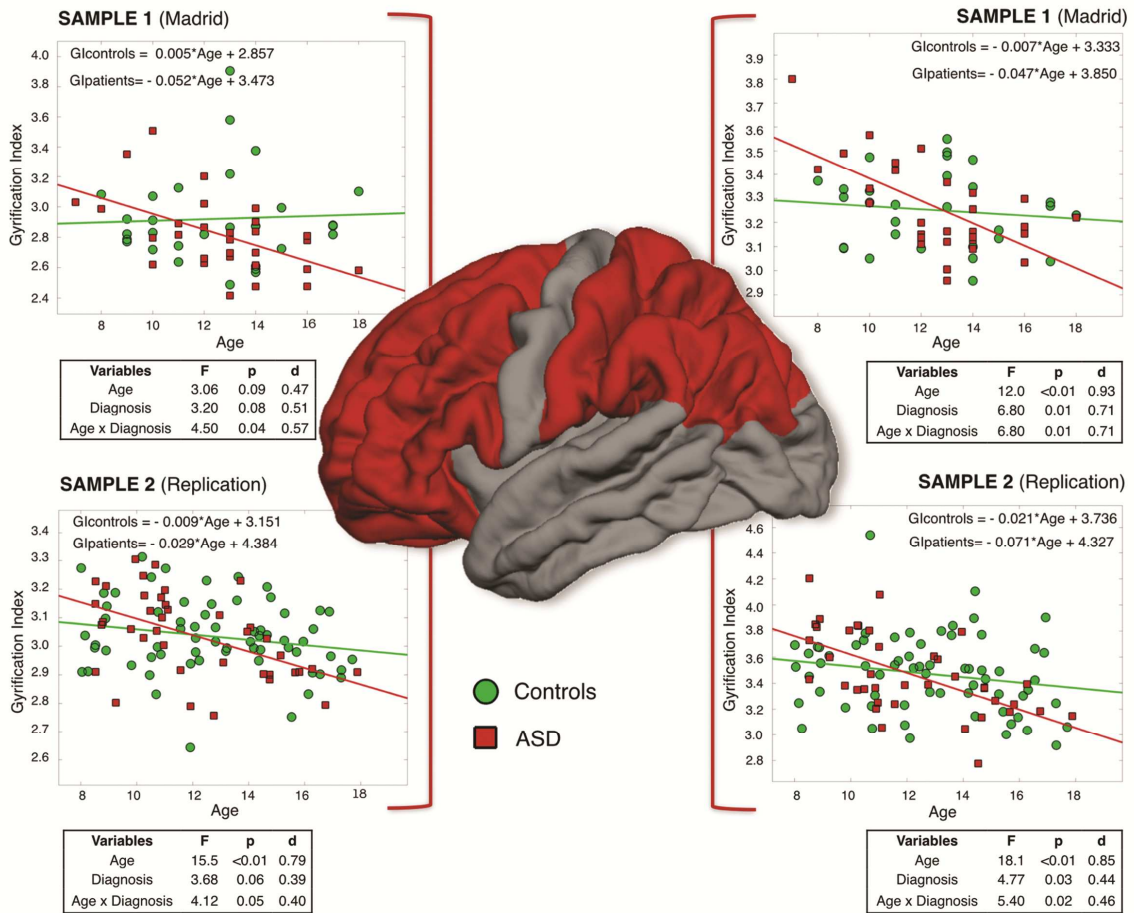 SAMPLE 1 (Madrid)
GIcontrols = 0.005*Age + 2.857
GIpatients= - 0.052*Age + 3.473
Gyrification Index
4.0
3.8
3.6
3.4
3.2
3.0
2.8
2.6
2.4
8 10 12 14 16 18
Age
Variables F p d
Age 3.06 0.09 0.47
Diagnosis 3.20 0.08 0.51
Age x Diagnosis 4.50 0.04 0.57
SAMPLE 1 (Madrid)
GIcontrols = - 0.007*Age + 3.333
GIpatients = - 0.047*Age + 3.850
Gyrification Index
3.9
3.8
3.7
3.6
3.5
3.4
3.3
3.2
3.1
3.0
2.9
8 10 12 14 16 18
Age
Variables F p d
Age 12.0 <0.01 0.93
Diagnosis 6.80 0.01 0.71
Age x Diagnosis 6.80 0.01 0.71
SAMPLE 2 (Replication)
GIcontrols = - 0.009*Age + 3.151
GIpatients= - 0.029*Age + 4.384
Gyrification Index
3.4
3.3
3.2
3.1
3.0
2.9
2.8
2.7
2.6
8 10 12 14 16 18
Age
Variables F p d
Age 15.5 <0.01 0.79
Diagnosis 3.68 0.06 0.39
Age x Diagnosis 4.12 0.05 0.40
Controls
ASD
SAMPLE 2 (Replication)
GIcontrols = - 0.021*Age + 3.736
GIpatients= - 0.071*Age + 4.327
Gyrification Index
4.6
4.4
4.2
4.0
3.8
3.6
3.4
3.2
3.0
2.8
8 10 12 14 16 18
Age
Variables F p d
Age 18.1 <0.01 0.85
Diagnosis 4.77 0.03 0.44
Age x Diagnosis 5.40 0.02 0.46